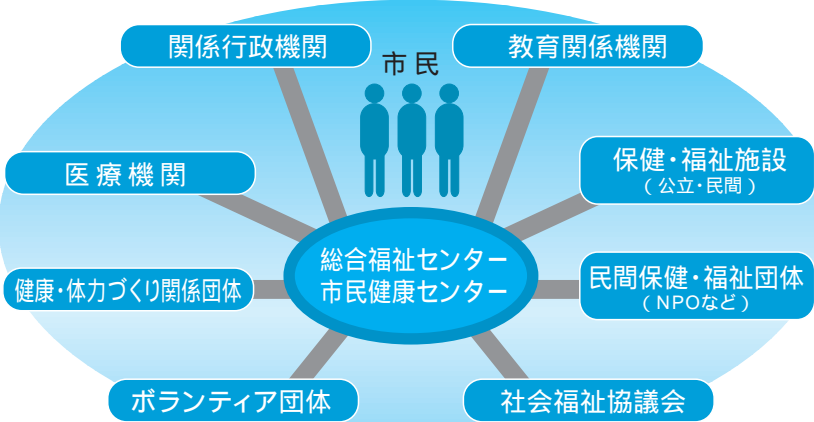 関係行政機関
教育関係機関
市民
医療機関
保健・福祉施設
(公立・民間)
総合福祉センター
市民健康センター
健康・体力づくり関係団体
民間保健・福祉団体
(NPOなど)
ボランティア団体
社会福祉協議会